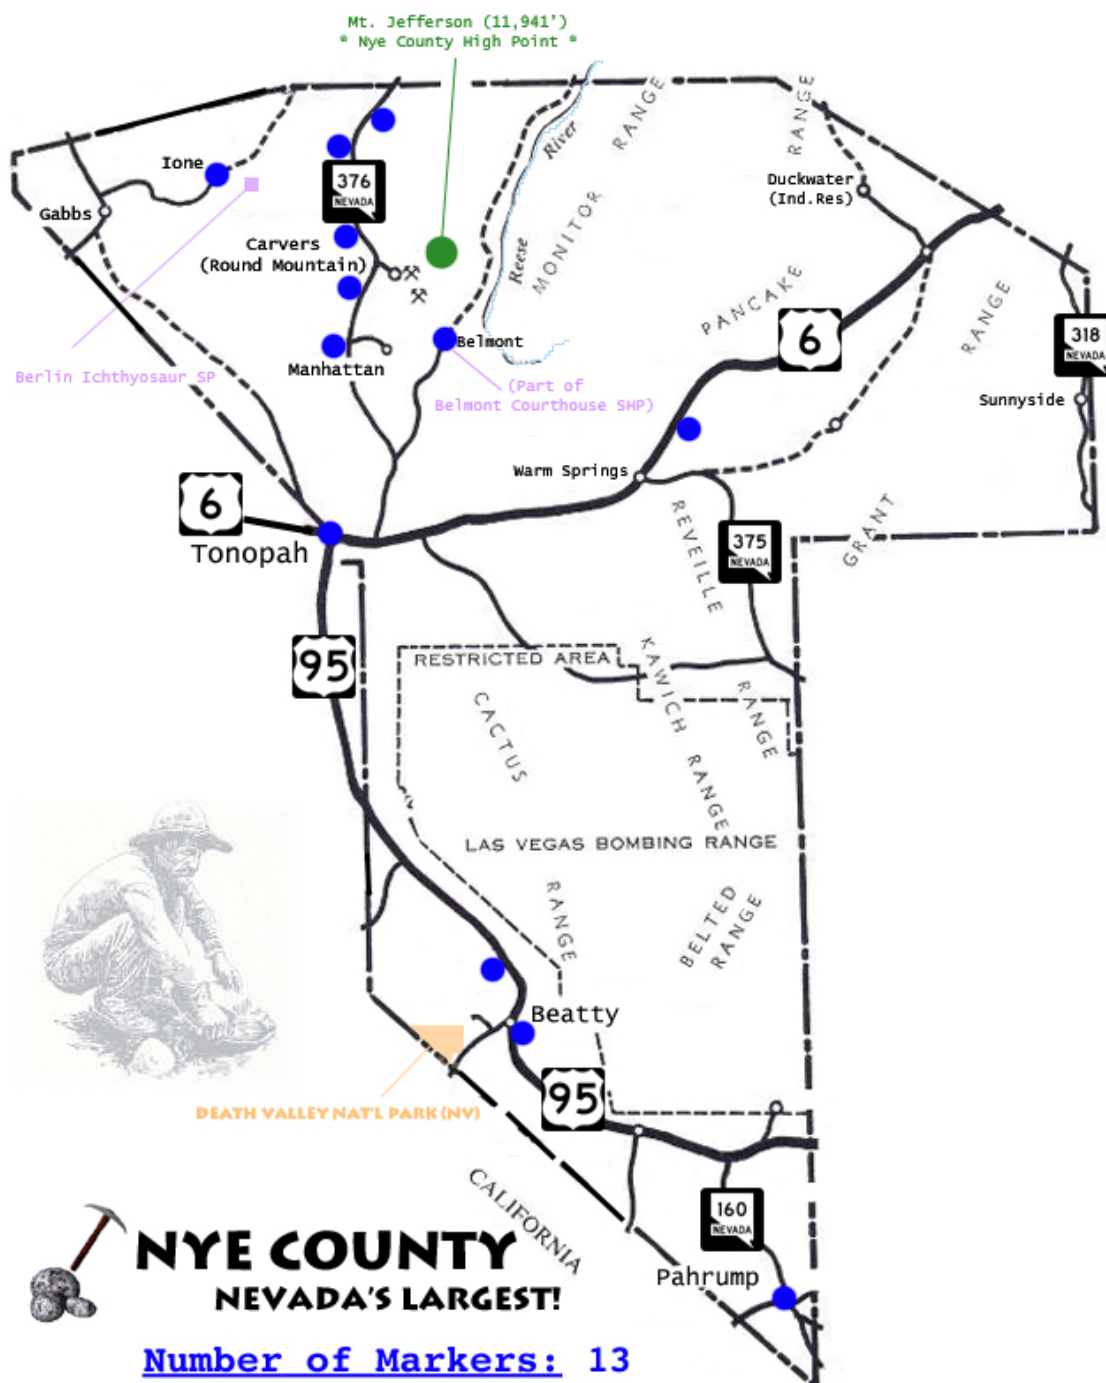 Mt. Jefferson (11,941’)
* Nye County High Point *
RANGE
RANGE
River
Ione
376
NEVADA
Duckwater
(Ind.Res)
Gabbs
MONITOR
Reese
Carvers
(Round Mountain)
PANCAKE
6
RANGE
318
NEVADA
Belmont
Manhattan
Berlin Ichthyosaur SP
(Part of
Belmont Courthouse SHP)
Sunnyside
Warm Springs
6
Tonopah
REVEILLE
375
NEVADA
GRANT
95
RESTRICTED AREA
KAWICH
RANGE
CACTUS
RANGE
LAS VEGAS BOMBING RANGE
RANGE
BELTED
RANGE
Beatty
95
DEATH VALLEY NAT'L PARK (NV)
CALIFORNIA
160
NEVADA
Pahrump
NYE COUNTY
NEVADA'S LARGEST!
Number of Markers: 13